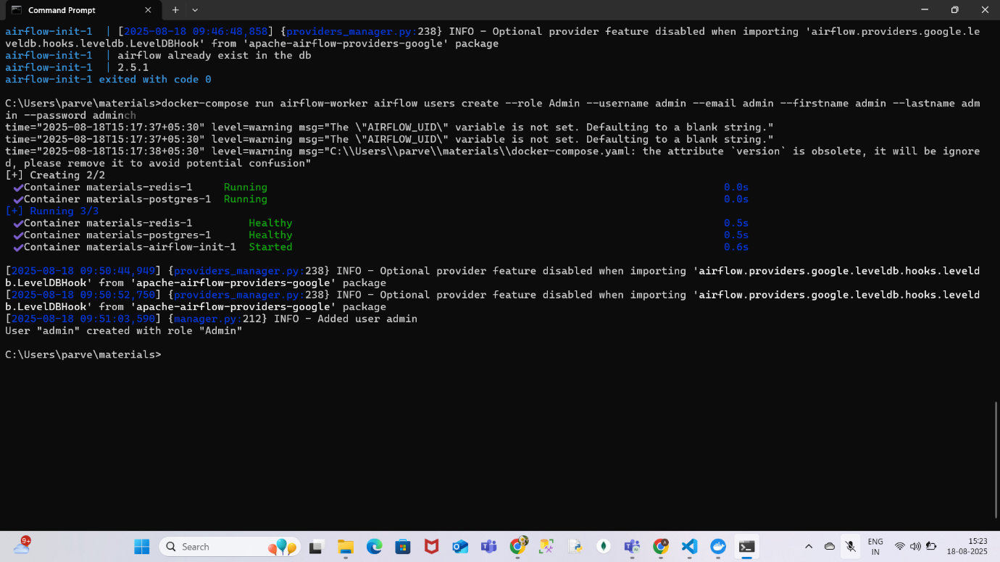 Command Prompt
airflow-init-1  | [2025-08-18 09:46:48,858] {providers_manager.py:238} INFO - Optional provider feature disabled when importing 'airflow.providers.google.le
veldb.hooks.leveldb.LevelDBHook' from 'apache-airflow-providers-google' package
airflow-init-1  | airflow already exist in the db
airflow-init-1  | 2.5.1
airflow-init-1 exited with code 0
C:\Users\parve\materials>docker-compose run airflow-worker airflow users create --role Admin --username admin --email admin --firstname admin --lastname adm
in --password adminch
time="2025-08-18T15:17:37+05:30" level=warning msg="The \"AIRFLOW_UID\" variable is not set. Defaulting to a blank string."
time="2025-08-18T15:17:37+05:30" level=warning msg="The \"AIRFLOW_UID\" variable is not set. Defaulting to a blank string."
time="2025-08-18T15:17:38+05:30" level=warning msg="C:\\Users\\parve\\materials\\docker-compose.yaml: the attribute `version` is obsolete, it will be ignore
d, please remove it to avoid potential confusion"
[+] Creating 2/2
Container materials-redis-1     Running     0.0s
Container materials-postgres-1  Running     0.0s
[+] Running 3/3
Container materials-redis-1         Healthy     0.5s
Container materials-postgres-1      Healthy     0.5s
Container materials-airflow-init-1  Started     0.6s
[2025-08-18 09:50:44,949] {providers_manager.py:238} INFO - Optional provider feature disabled when importing 'airflow.providers.google.leveldb.hooks.leveld
b.LevelDBHook' from 'apache-airflow-providers-google' package
[2025-08-18 09:50:52,750] {providers_manager.py:238} INFO - Optional provider feature disabled when importing 'airflow.providers.google.leveldb.hooks.leveld
b.LevelDBHook' from 'apache-airflow-providers-google' package
[2025-08-18 09:51:03,590] {manager.py:212} INFO - Added user admin
User "admin" created with role "Admin"
C:\Users\parve\materials>
9+
Search
ENG
IN
15:23
18-08-2025